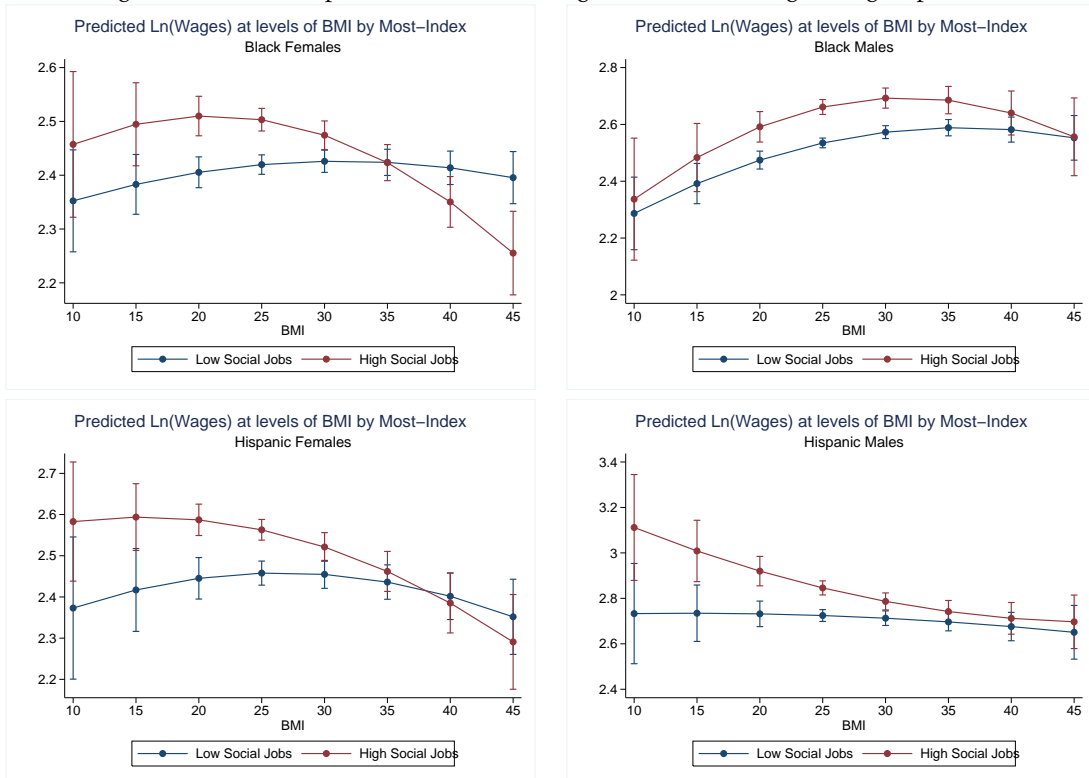 Predicted Ln(Wages) at levels of BMI by Most−Index
Black Females
2.6
2.5
2.4
2.3
2.2
10 15 20 25 30 35 40 45
BMI
Low Social Jobs High Social Jobs
Predicted Ln(Wages) at levels of BMI by Most−Index
Black Males
2.8
2.6
2.4
2.2
2
10 15 20 25 30 35 40 45
BMI
Low Social Jobs High Social Jobs
Predicted Ln(Wages) at levels of BMI by Most−Index
Hispanic Females
2.7
2.6
2.5
2.4
2.3
2.2
10 15 20 25 30 35 40 45
BMI
Low Social Jobs High Social Jobs
Predicted Ln(Wages) at levels of BMI by Most−Index
Hispanic Males
3.4
3.2
3
2.8
2.6
2.4
10 15 20 25 30 35 40 45
BMI
Low Social Jobs High Social Jobs